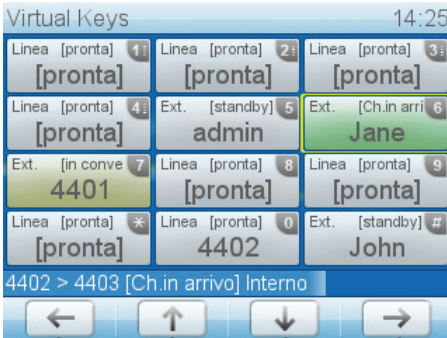 Virtual Keys 14:25
Linea [pronta] 1 Linea [pronta] 2 Linea [pronta] 3
[pronta] [pronta] [pronta]
Linea [pronta] 4 Ext. [standby] 5 Ext. [Ch.in arri 6
[pronta] admin Jane
Ext. [in conve 7 Linea [pronta] 8 Linea [pronta] 9
4401 [pronta] [pronta]
Linea [pronta] * Linea [pronta] 0 Ext. [standby] #
[pronta] 4402 John
4402 > 4403 [Ch.in arrivo] Interno